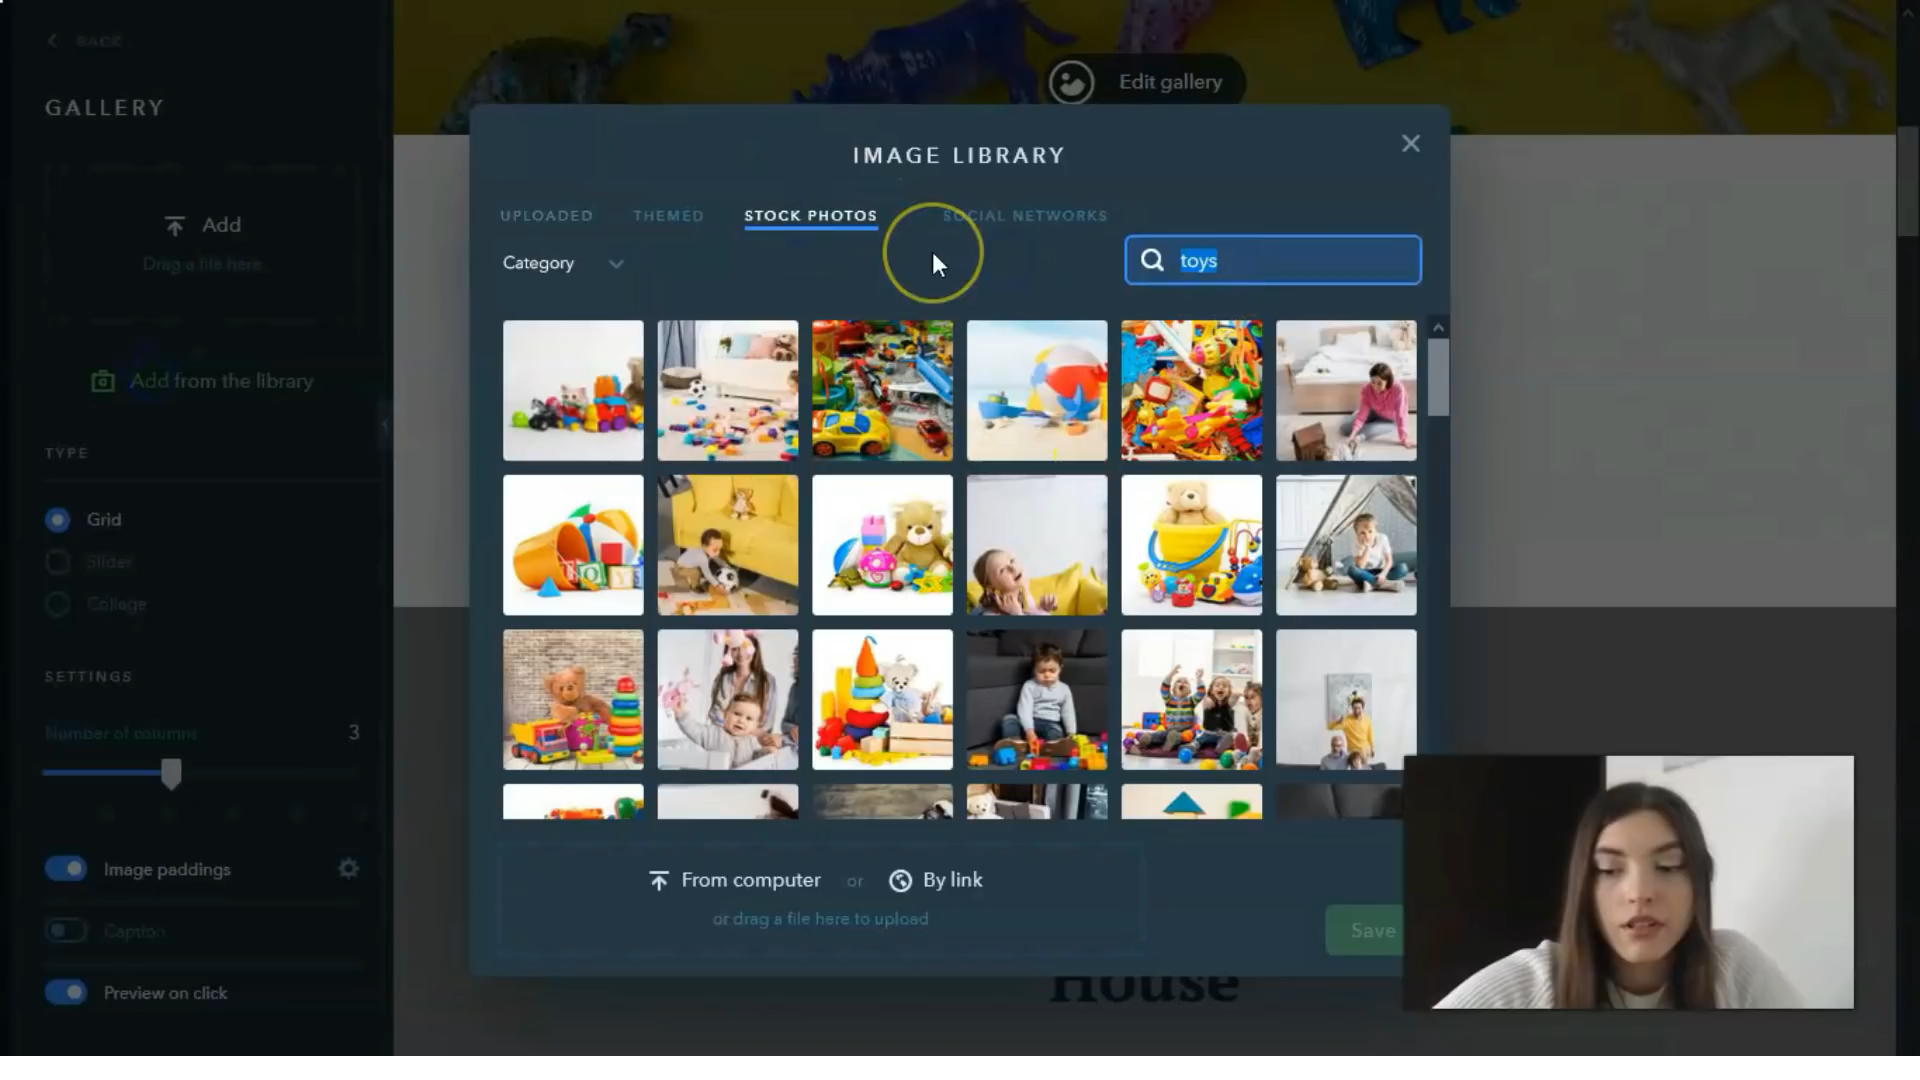 BACK
Edit gallery
GALLERY
IMAGE LIBRARY
UPLOADED THEMED STOCK PHOTOS SOCIAL NETWORKS
Add
Drag a file here
Category
toys
Add from the library
TYPE
Grid
Slider
Collage
SETTINGS
Number of columns 3
Image paddings
From computer or By link
or drag a file here to upload
Caption
Save
Preview on click
House